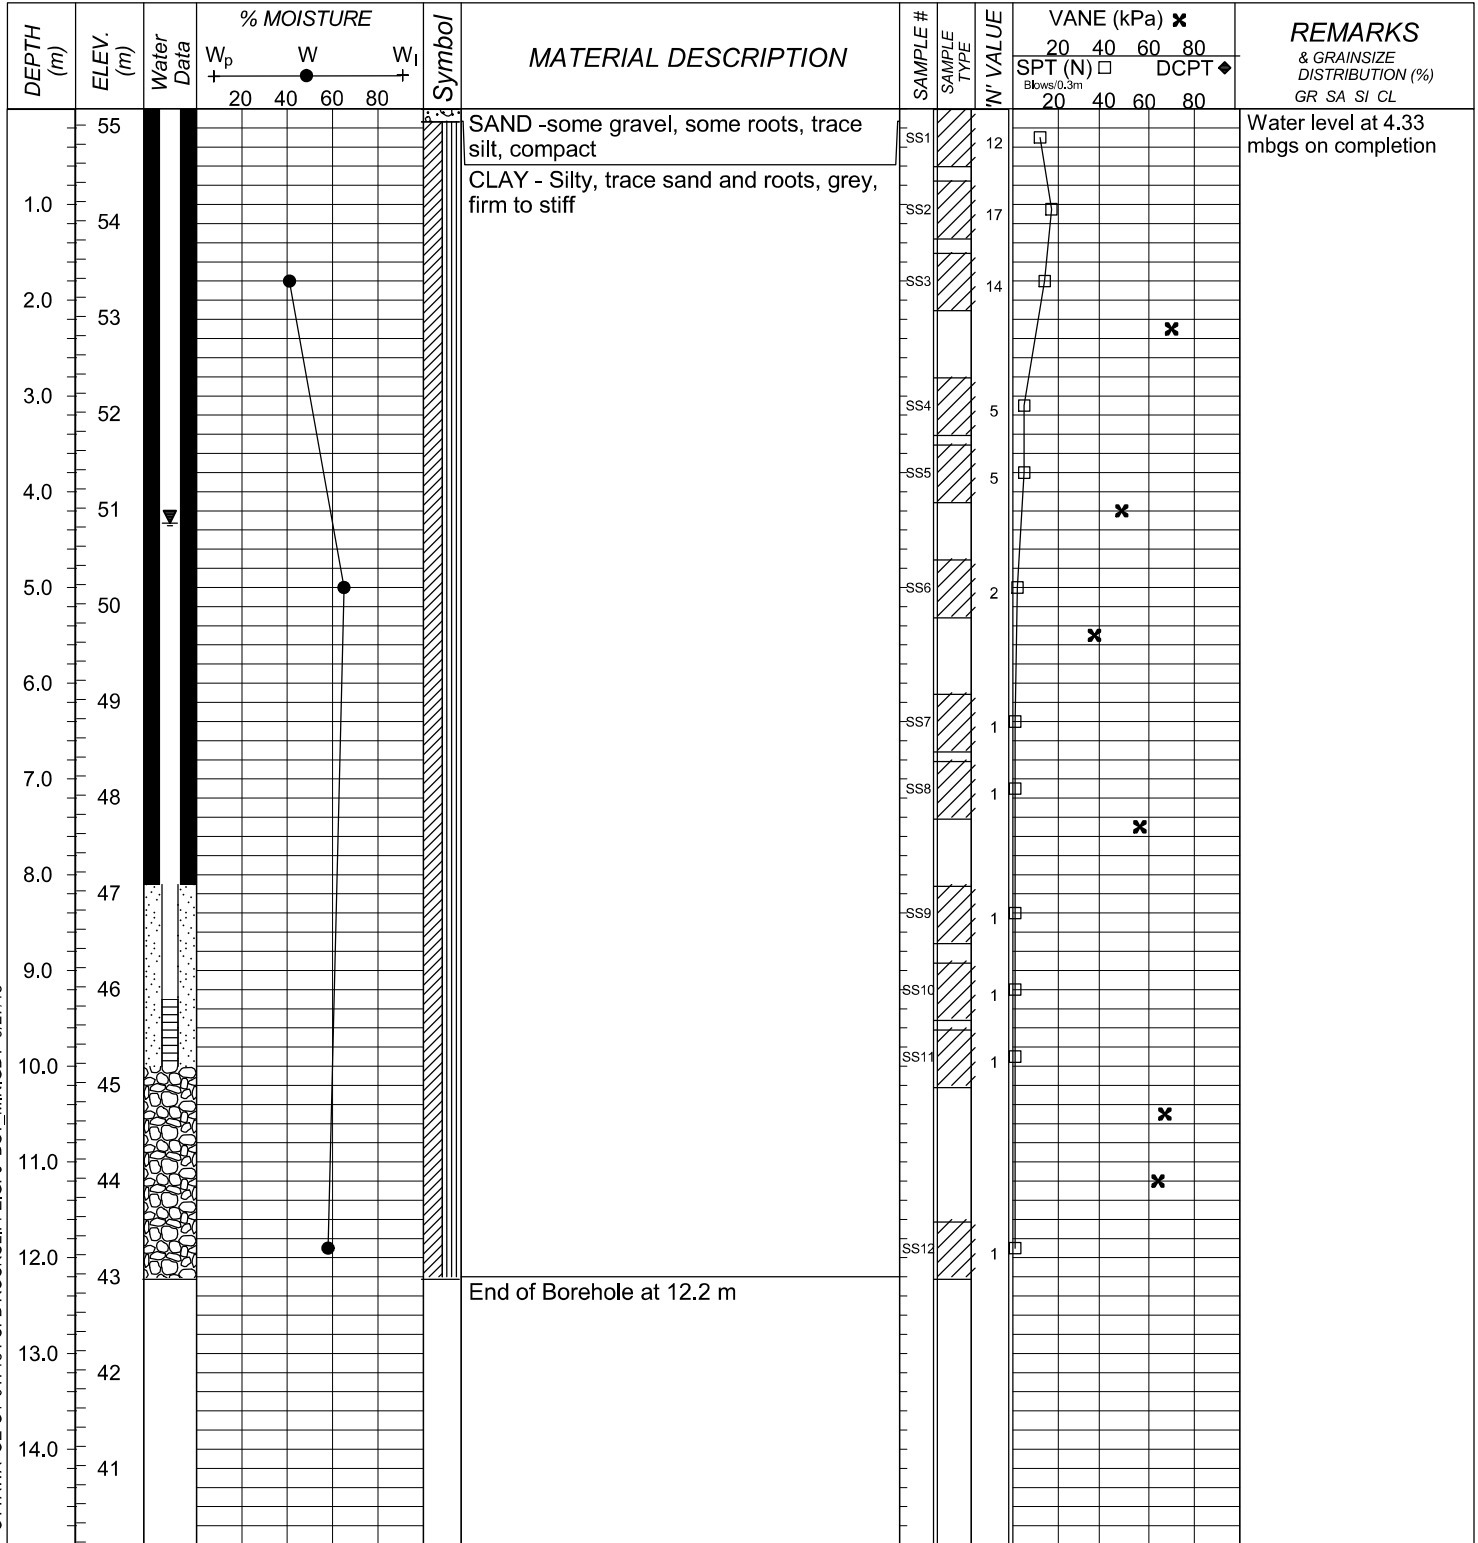 DEPTH
(m)
ELEV.
(m)
Water
Data
% MOISTURE
Wp W Wl
20 40 60 80
Symbol
MATERIAL DESCRIPTION
SAMPLE #
SAMPLE
TYPE
'N' VALUE
VANE (kPa)
20 40 60 80
SPT (N) DCPT
Blows/0.3m
20 40 60 80
REMARKS
& GRAINSIZE
DISTRIBUTION (%)
GR SA SI CL
55
SAND -some gravel, some roots, trace
silt, compact
SS1 12
Water level at 4.33
mbgs on completion
CLAY - Silty, trace sand and roots, grey,
firm to stiff
1.0
54
SS2 17
SS3 14
2.0
53
3.0
52
SS4 5
SS5 5
4.0
51
5.0
50
SS6 2
6.0
49
SS7 1
7.0
48
SS8 1
8.0
47
SS9 1
9.0
46
SS10 1
10.0
45
SS11 1
11.0
44
12.0
SS12 1
43
End of Borehole at 12.2 m
13.0
42
14.0
41